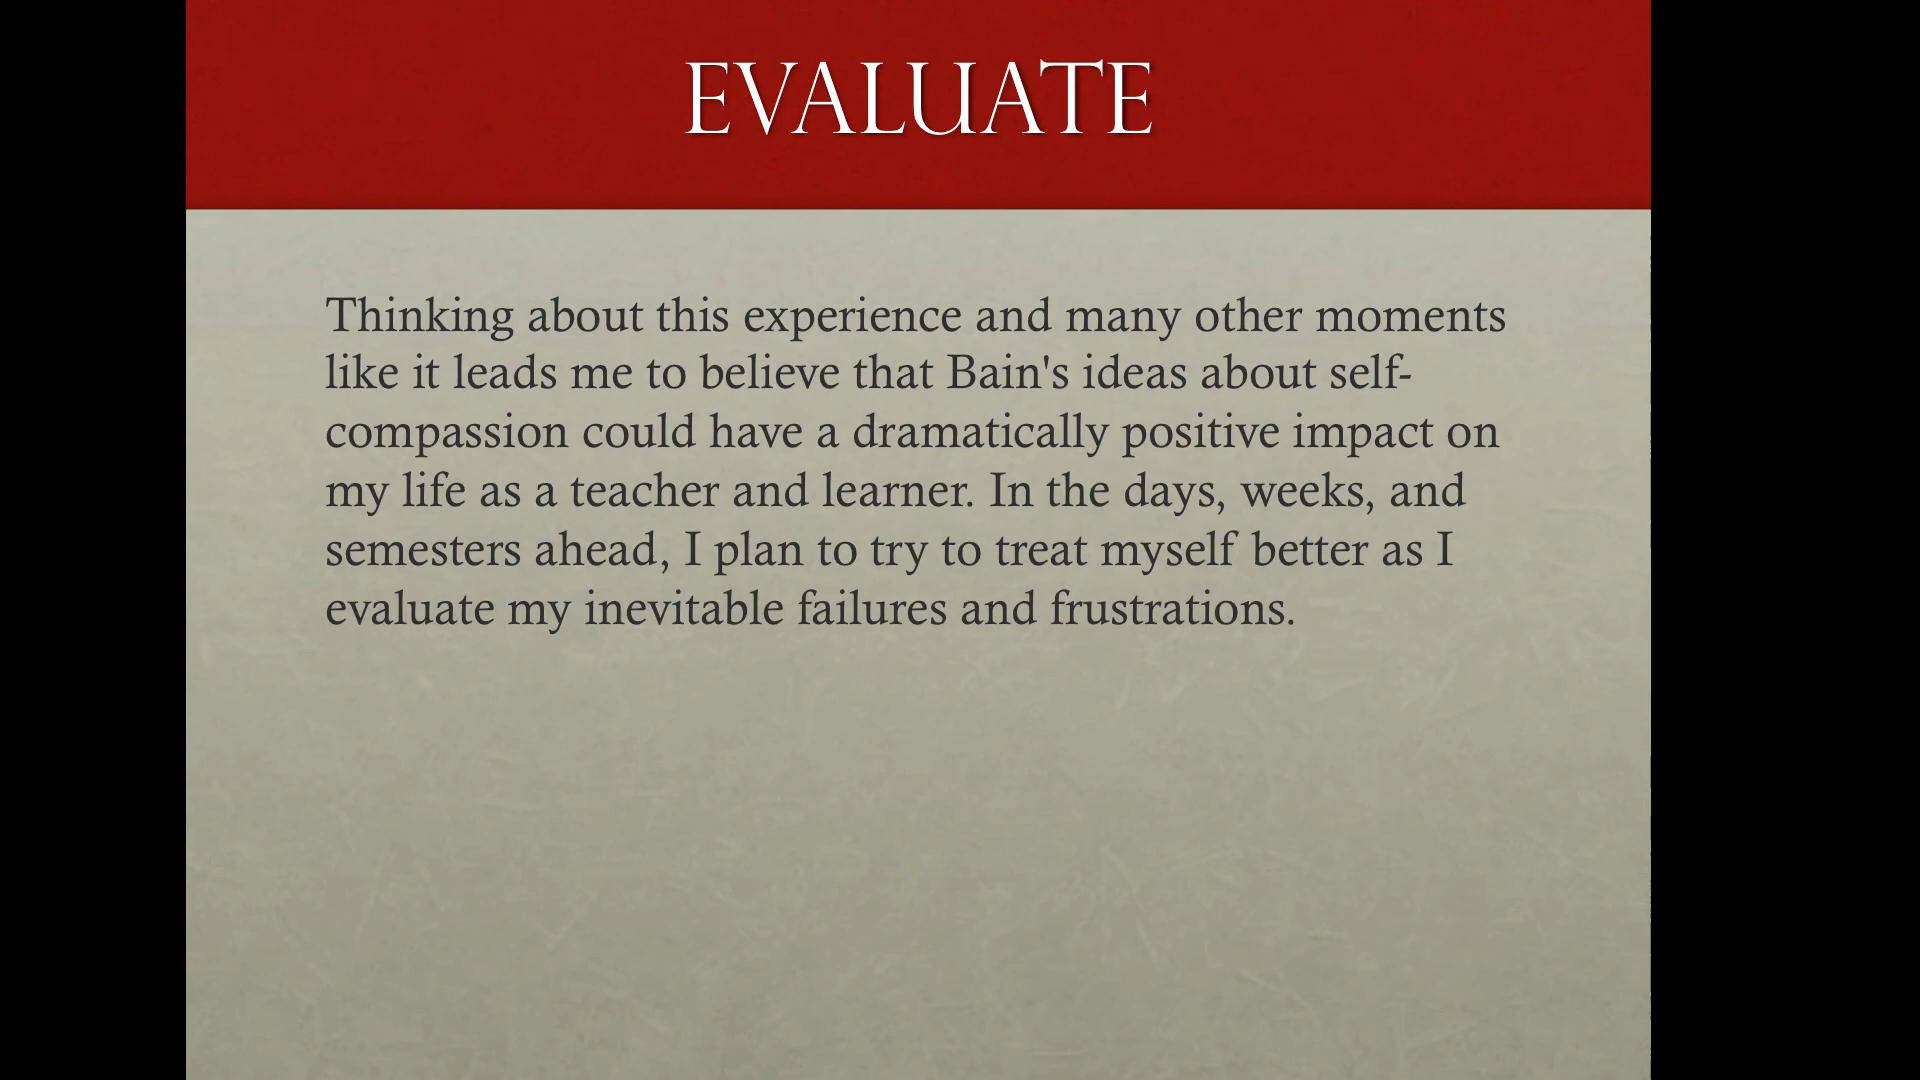 EVALUATE
Thinking about this experience and many other moments
like it leads me to believe that Bain's ideas about self-
compassion could have a dramatically positive impact on
my life as a teacher and learner. In the days, weeks, and
semesters ahead, I plan to try to treat myself better as I
evaluate my inevitable failures and frustrations.